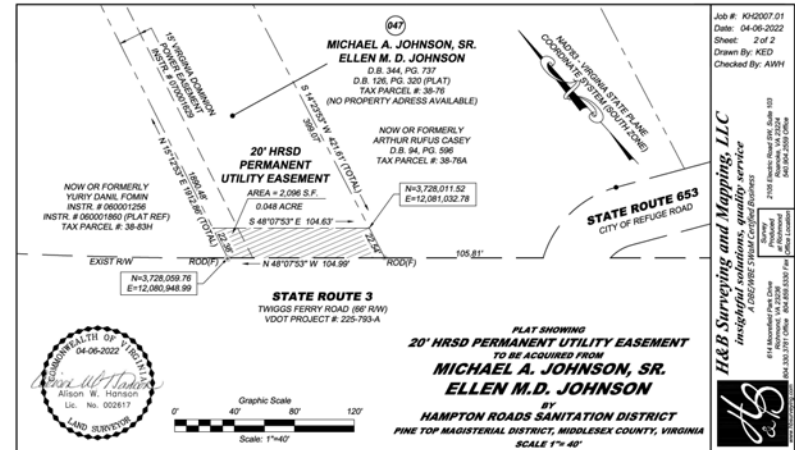 047
MICHAEL A. JOHNSON, SR.
ELLEN M. D. JOHNSON
D.B. 344, PG. 737
D.B. 126, PG. 320 (PLAT)
TAX PARCEL #: 38-76
(NO PROPERTY ADRESS AVAILABLE)
15' VIRGINIA DOMINION
POWER EASEMENT
INSTR. # 070001629
NAD'83 - VIRGINIA STATE PLANE
COORDINATE SYSTEM (SOUTH ZONE)
S 14°23'53" W 421.61' (TOTAL)
399.07'
NOW OR FORMERLY
ARTHUR RUFUS CASEY
D.B. 94, PG. 596
TAX PARCEL #: 38-76A
N 15°12'53" E 1912.86' (TOTAL)
1890.48'
20' HRSD
PERMANENT
UTILITY EASEMENT
AREA = 2,096 S.F.
0.048 ACRE
NOW OR FORMERLY
YURIY DANIL FOMIN
INSTR. # 060001256
INSTR. # 060001860 (PLAT REF)
TAX PARCEL #: 38-83H
N=3,728,011.52
E=12,081,032.78
STATE ROUTE 653
CITY OF REFUGE ROAD
S 48°07'53" E 104.63'
22.38'
22.54'
105.81'
EXIST R/W
ROD(F)
N 48°07'53" W 104.99'
ROD(F)
N=3,728,059.76
E=12,080,948.99
STATE ROUTE 3
TWIGGS FERRY ROAD (66' R/W)
VDOT PROJECT #: 225-793-A
COMMONWEALTH OF VIRGINIA
04-06-2022
Alison W. Hanson
Lic. No. 002617
LAND SURVEYOR
Graphic Scale
0' 40' 80' 120'
Scale: 1"=40'
PLAT SHOWING
20' HRSD PERMANENT UTILITY EASEMENT
TO BE ACQUIRED FROM
MICHAEL A. JOHNSON, SR.
ELLEN M.D. JOHNSON
BY
HAMPTON ROADS SANITATION DISTRICT
PINE TOP MAGISTERIAL DISTRICT, MIDDLESEX COUNTY, VIRGINIA
SCALE 1"= 40'
Job #: KH2007.01
Date: 04-06-2022
Sheet: 2 of 2
Drawn By: KED
Checked By: AWH
H&B Surveying and Mapping, LLC
insightful solutions, quality service
A DBE/WBE SWaM Certified Business
2105 Electric Road SW, Suite 103
Roanoke, VA 23224
540.904.2559 Office
Survey
Produced
at Richmond
Office Location
614 Moorefield Park Drive
Richmond, VA 23236
804.330.3781 Office 804.859.5330 Fax
H&B